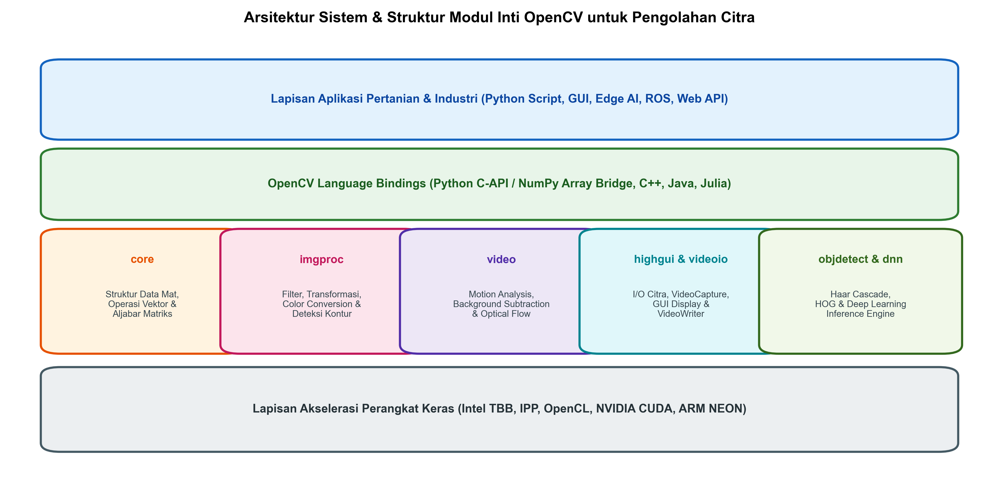 Arsitektur Sistem & Struktur Modul Inti OpenCV untuk Pengolahan Citra
Lapisan Aplikasi Pertanian & Industri (Python Script, GUI, Edge AI, ROS, Web API)
OpenCV Language Bindings (Python C-API / NumPy Array Bridge, C++, Java, Julia)
core
Struktur Data Mat,
Operasi Vektor &
Aljabar Matriks
imgproc
Filter, Transformasi,
Color Conversion &
Deteksi Kontur
video
Motion Analysis,
Background Subtraction
& Optical Flow
highgui & videoio
I/O Citra, VideoCapture,
GUI Display &
VideoWriter
objdetect & dnn
Haar Cascade,
HOG & Deep Learning
Inference Engine
Lapisan Akselerasi Perangkat Keras (Intel TBB, IPP, OpenCL, NVIDIA CUDA, ARM NEON)